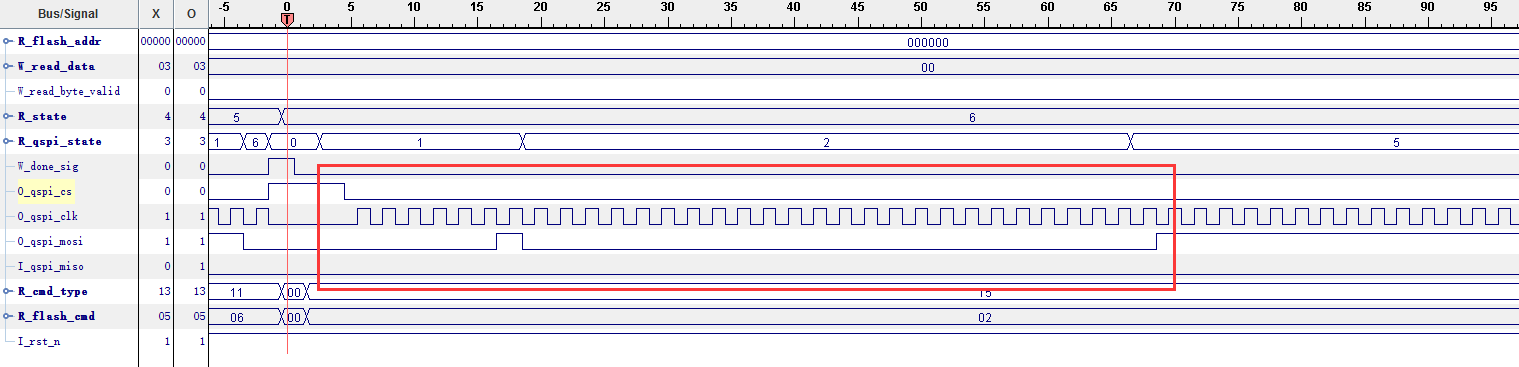 Bus/Signal X O -5 0 5 10 15 20 25 30 35 40 45 50 55 60 65 70 75 80 85 90 95
T
R_flash_addr 00000 00000 000000
W_read_data 03 03 00
W_read_byte_valid 0 0
R_state 4 4 5 6
R_qspi_state 3 3 1 6 0 1 2 5
W_done_sig 0 0
O_qspi_cs 0 0
O_qspi_clk 1 1
O_qspi_mosi 1 1
I_qspi_miso 0 1
R_cmd_type 13 13 11 00 15
R_flash_cmd 05 05 06 00 02
I_rst_n 1 1